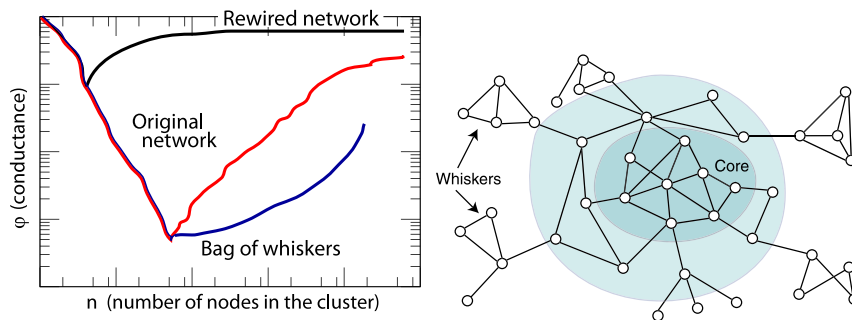 Rewired network
Original
network
Bag of whiskers
φ (conductance)
n (number of nodes in the cluster)
Whiskers
Core